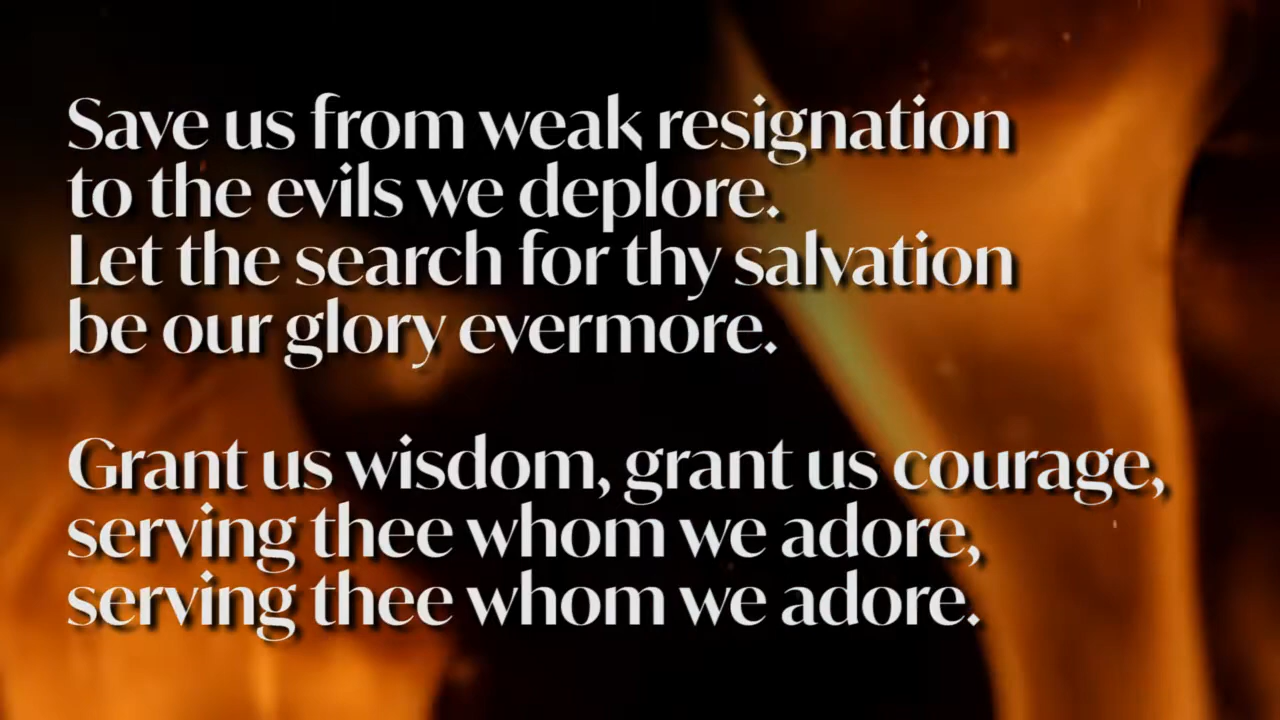 Save us from weak resignation
to the evils we deplore.
Let the search for thy salvation
be our glory evermore.
Grant us wisdom, grant us courage,
serving thee whom we adore,
serving thee whom we adore.